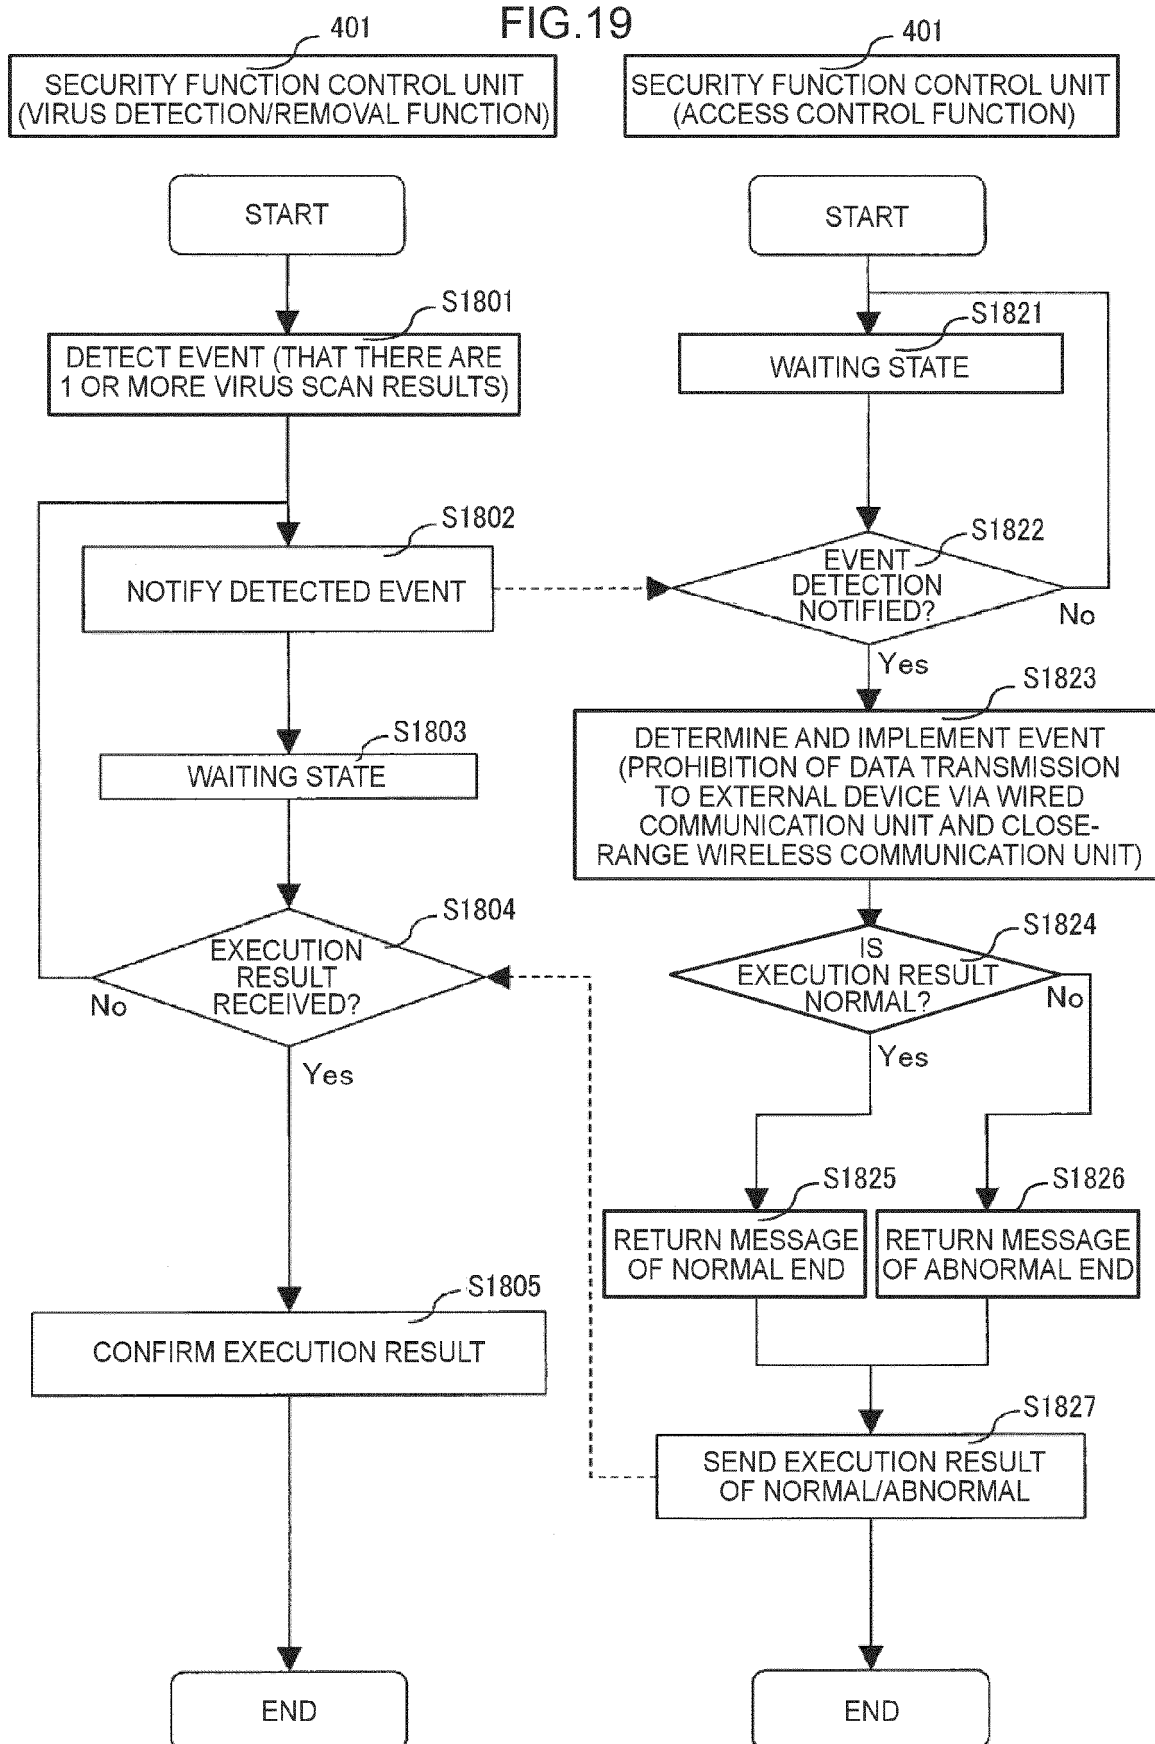 FIG.19
401
SECURITY FUNCTION CONTROL UNIT
(VIRUS DETECTION/REMOVAL FUNCTION)
START
S1801
DETECT EVENT (THAT THERE ARE
1 OR MORE VIRUS SCAN RESULTS)
S1802
NOTIFY DETECTED EVENT
S1803
WAITING STATE
S1804
EXECUTION
RESULT
RECEIVED?
No
Yes
S1805
CONFIRM EXECUTION RESULT
END
401
SECURITY FUNCTION CONTROL UNIT
(ACCESS CONTROL FUNCTION)
START
S1821
WAITING STATE
S1822
EVENT
DETECTION
NOTIFIED?
No
Yes
S1823
DETERMINE AND IMPLEMENT EVENT
(PROHIBITION OF DATA TRANSMISSION
TO EXTERNAL DEVICE VIA WIRED
COMMUNICATION UNIT AND CLOSE-
RANGE WIRELESS COMMUNICATION UNIT)
S1824
IS
EXECUTION RESULT
NORMAL?
No
Yes
S1825
RETURN MESSAGE
OF NORMAL END
S1826
RETURN MESSAGE
OF ABNORMAL END
S1827
SEND EXECUTION RESULT
OF NORMAL/ABNORMAL
END